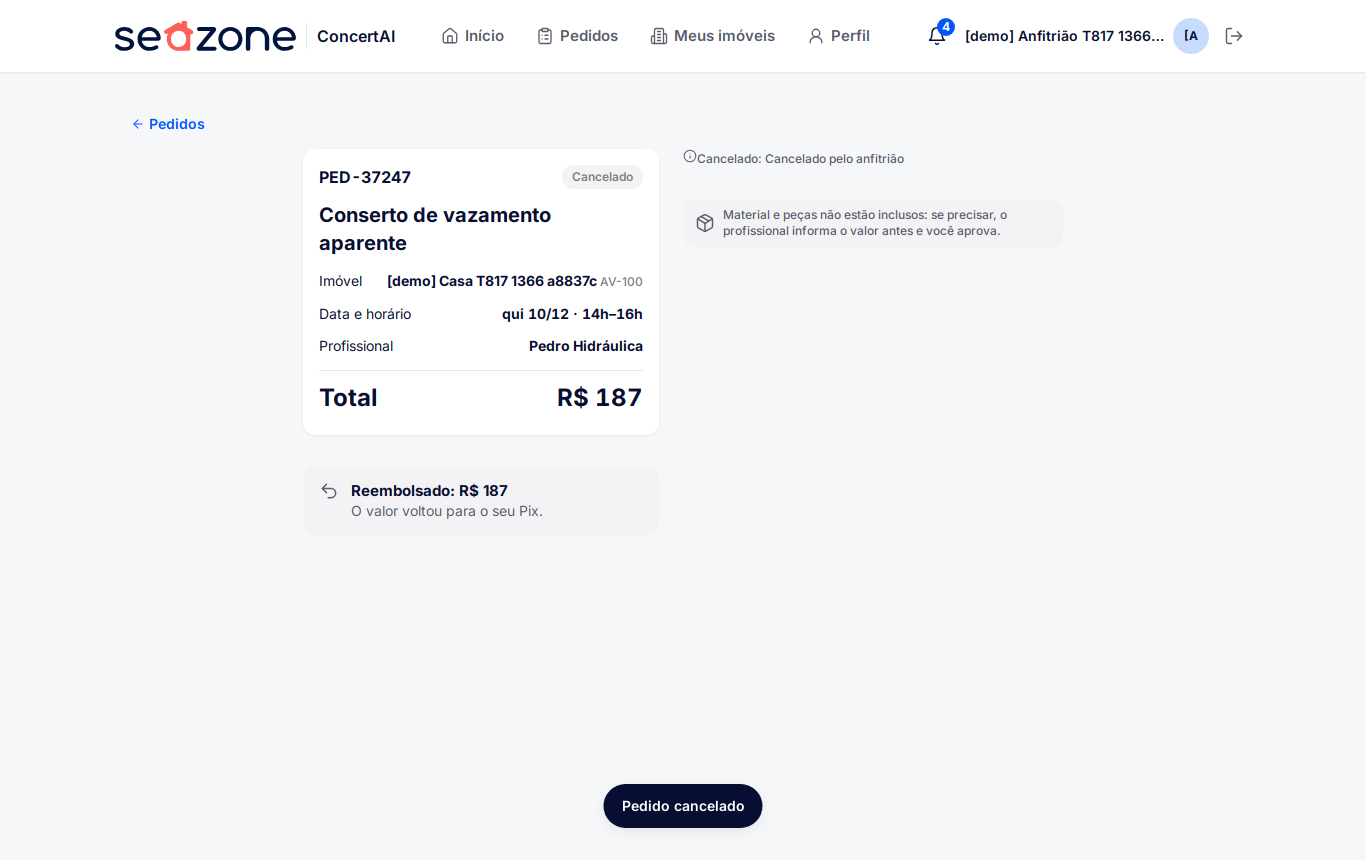 seazone
ConcertAI
Início
Pedidos
Meus imóveis
Perfil
4
[demo] Anfitrião T817 1366...
[A
Pedidos
PED-37247
Cancelado
Conserto de vazamento
aparente
Imóvel [demo] Casa T817 1366 a8837c AV-100
Data e horário qui 10/12 · 14h–16h
Profissional Pedro Hidráulica
Total R$ 187
Reembolsado: R$ 187
O valor voltou para o seu Pix.
Cancelado: Cancelado pelo anfitrião
Material e peças não estão inclusos: se precisar, o
profissional informa o valor antes e você aprova.
Pedido cancelado